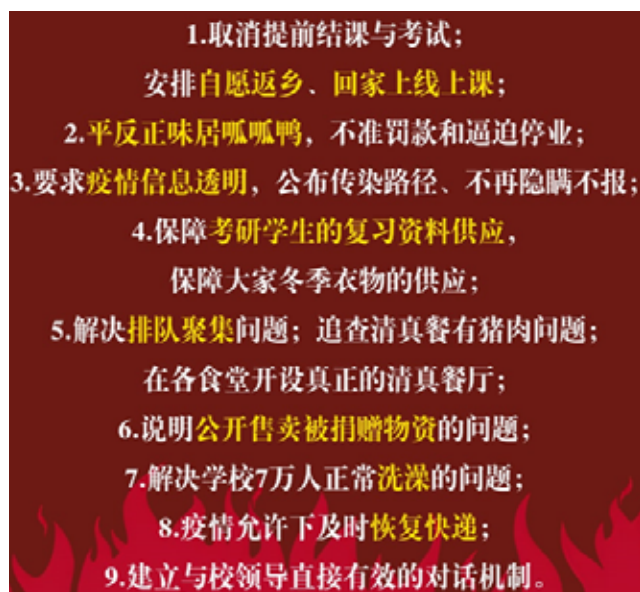 1.取消提前结课与考试；
安排自愿返乡、回家上线上课；
2.平反正味居呱呱鸭，不准罚款和逼迫停业；
3.要求疫情信息透明，公布传染路径、不再隐瞒不报；
4.保障考研学生的复习资料供应，
保障大家冬季衣物的供应；
5.解决排队聚集问题；追查清真餐有猪肉问题；
在各食堂开设真正的清真餐厅；
6.说明公开售卖被捐赠物资的问题；
7.解决学校7万人正常洗澡的问题；
8.疫情允许下及时恢复快递；
9.建立与校领导直接有效的对话机制。